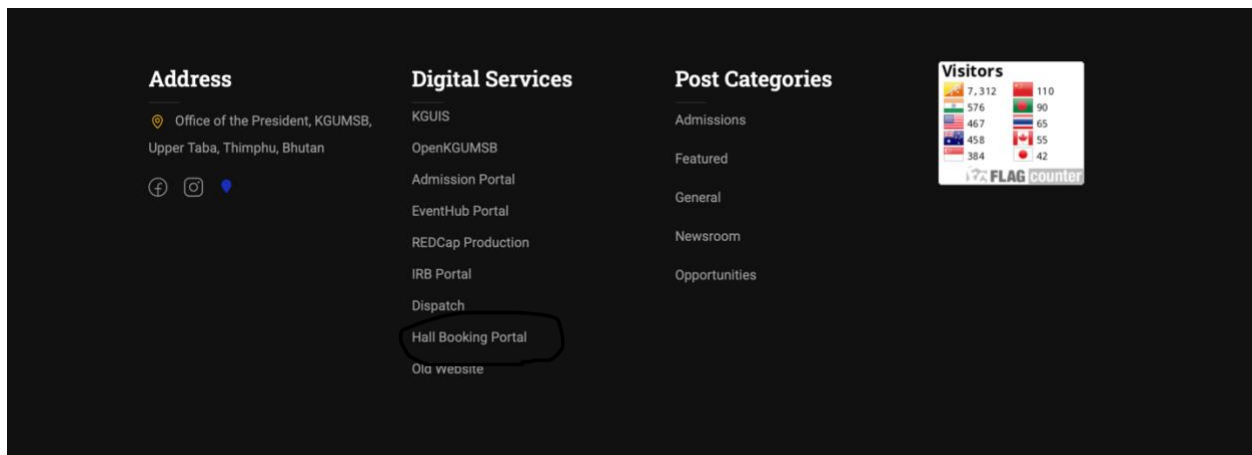 Address
Office of the President, KGUMSB,
Upper Taba, Thimphu, Bhutan
Digital Services
KGUIS
OpenKGUMSB
Admission Portal
EventHub Portal
REDCap Production
IRB Portal
Dispatch
Hall Booking Portal
Old Website
Post Categories
Admissions
Featured
General
Newsroom
Opportunities
Visitors
7,312 110
576 90
467 65
458 55
384 42
FLAG counter